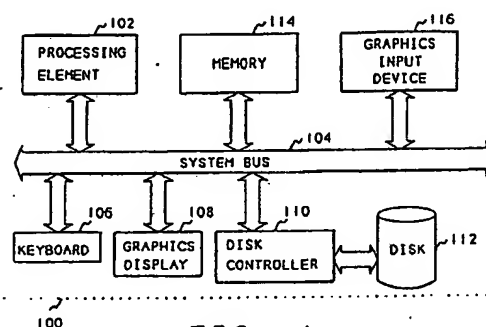 102
114
116
PROCESSING
ELEMENT
MEMORY
GRAPHICS
INPUT
DEVICE
104
SYSTEM BUS
106
108
110
KEYBOARD
GRAPHICS
DISPLAY
DISK
CONTROLLER
DISK
112
100